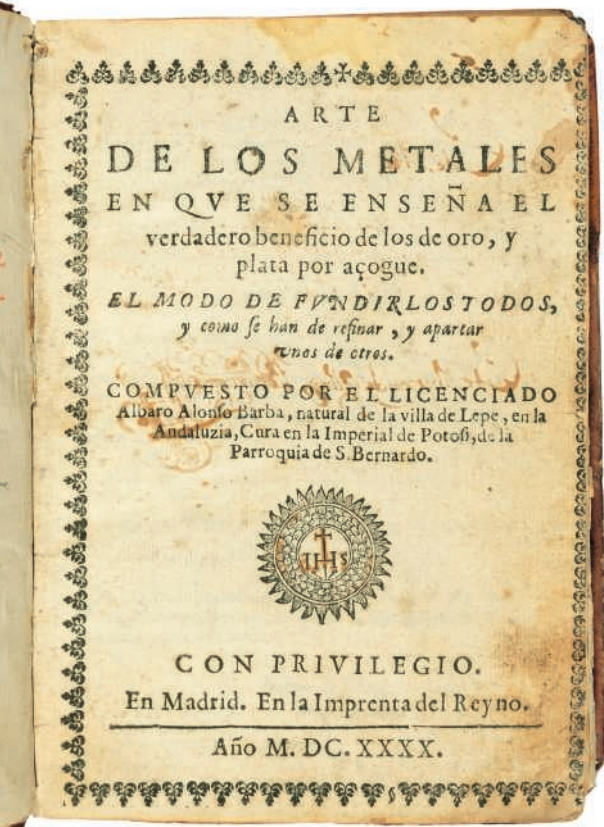 ARTE
DE LOS METALES
EN QVE SE ENSEÑA EL
verdadero beneficio de los de oro, y
plata por açogue.
EL MODO DE FVNDIRLOS TODOS,
y como ſe han de refinar, y apartar
vnos de otros.
COMPVESTO POR EL LICENCIADO
Albaro Alonſo Barba, natural de la villa de Lepe, en la
Andaluzia, Cura en la Imperial de Potoſi, de la
Parroquia de S. Bernardo.
IHS
CON PRIVILEGIO.
En Madrid. En la Imprenta del Reyno.
Año M. DC. XXXX.